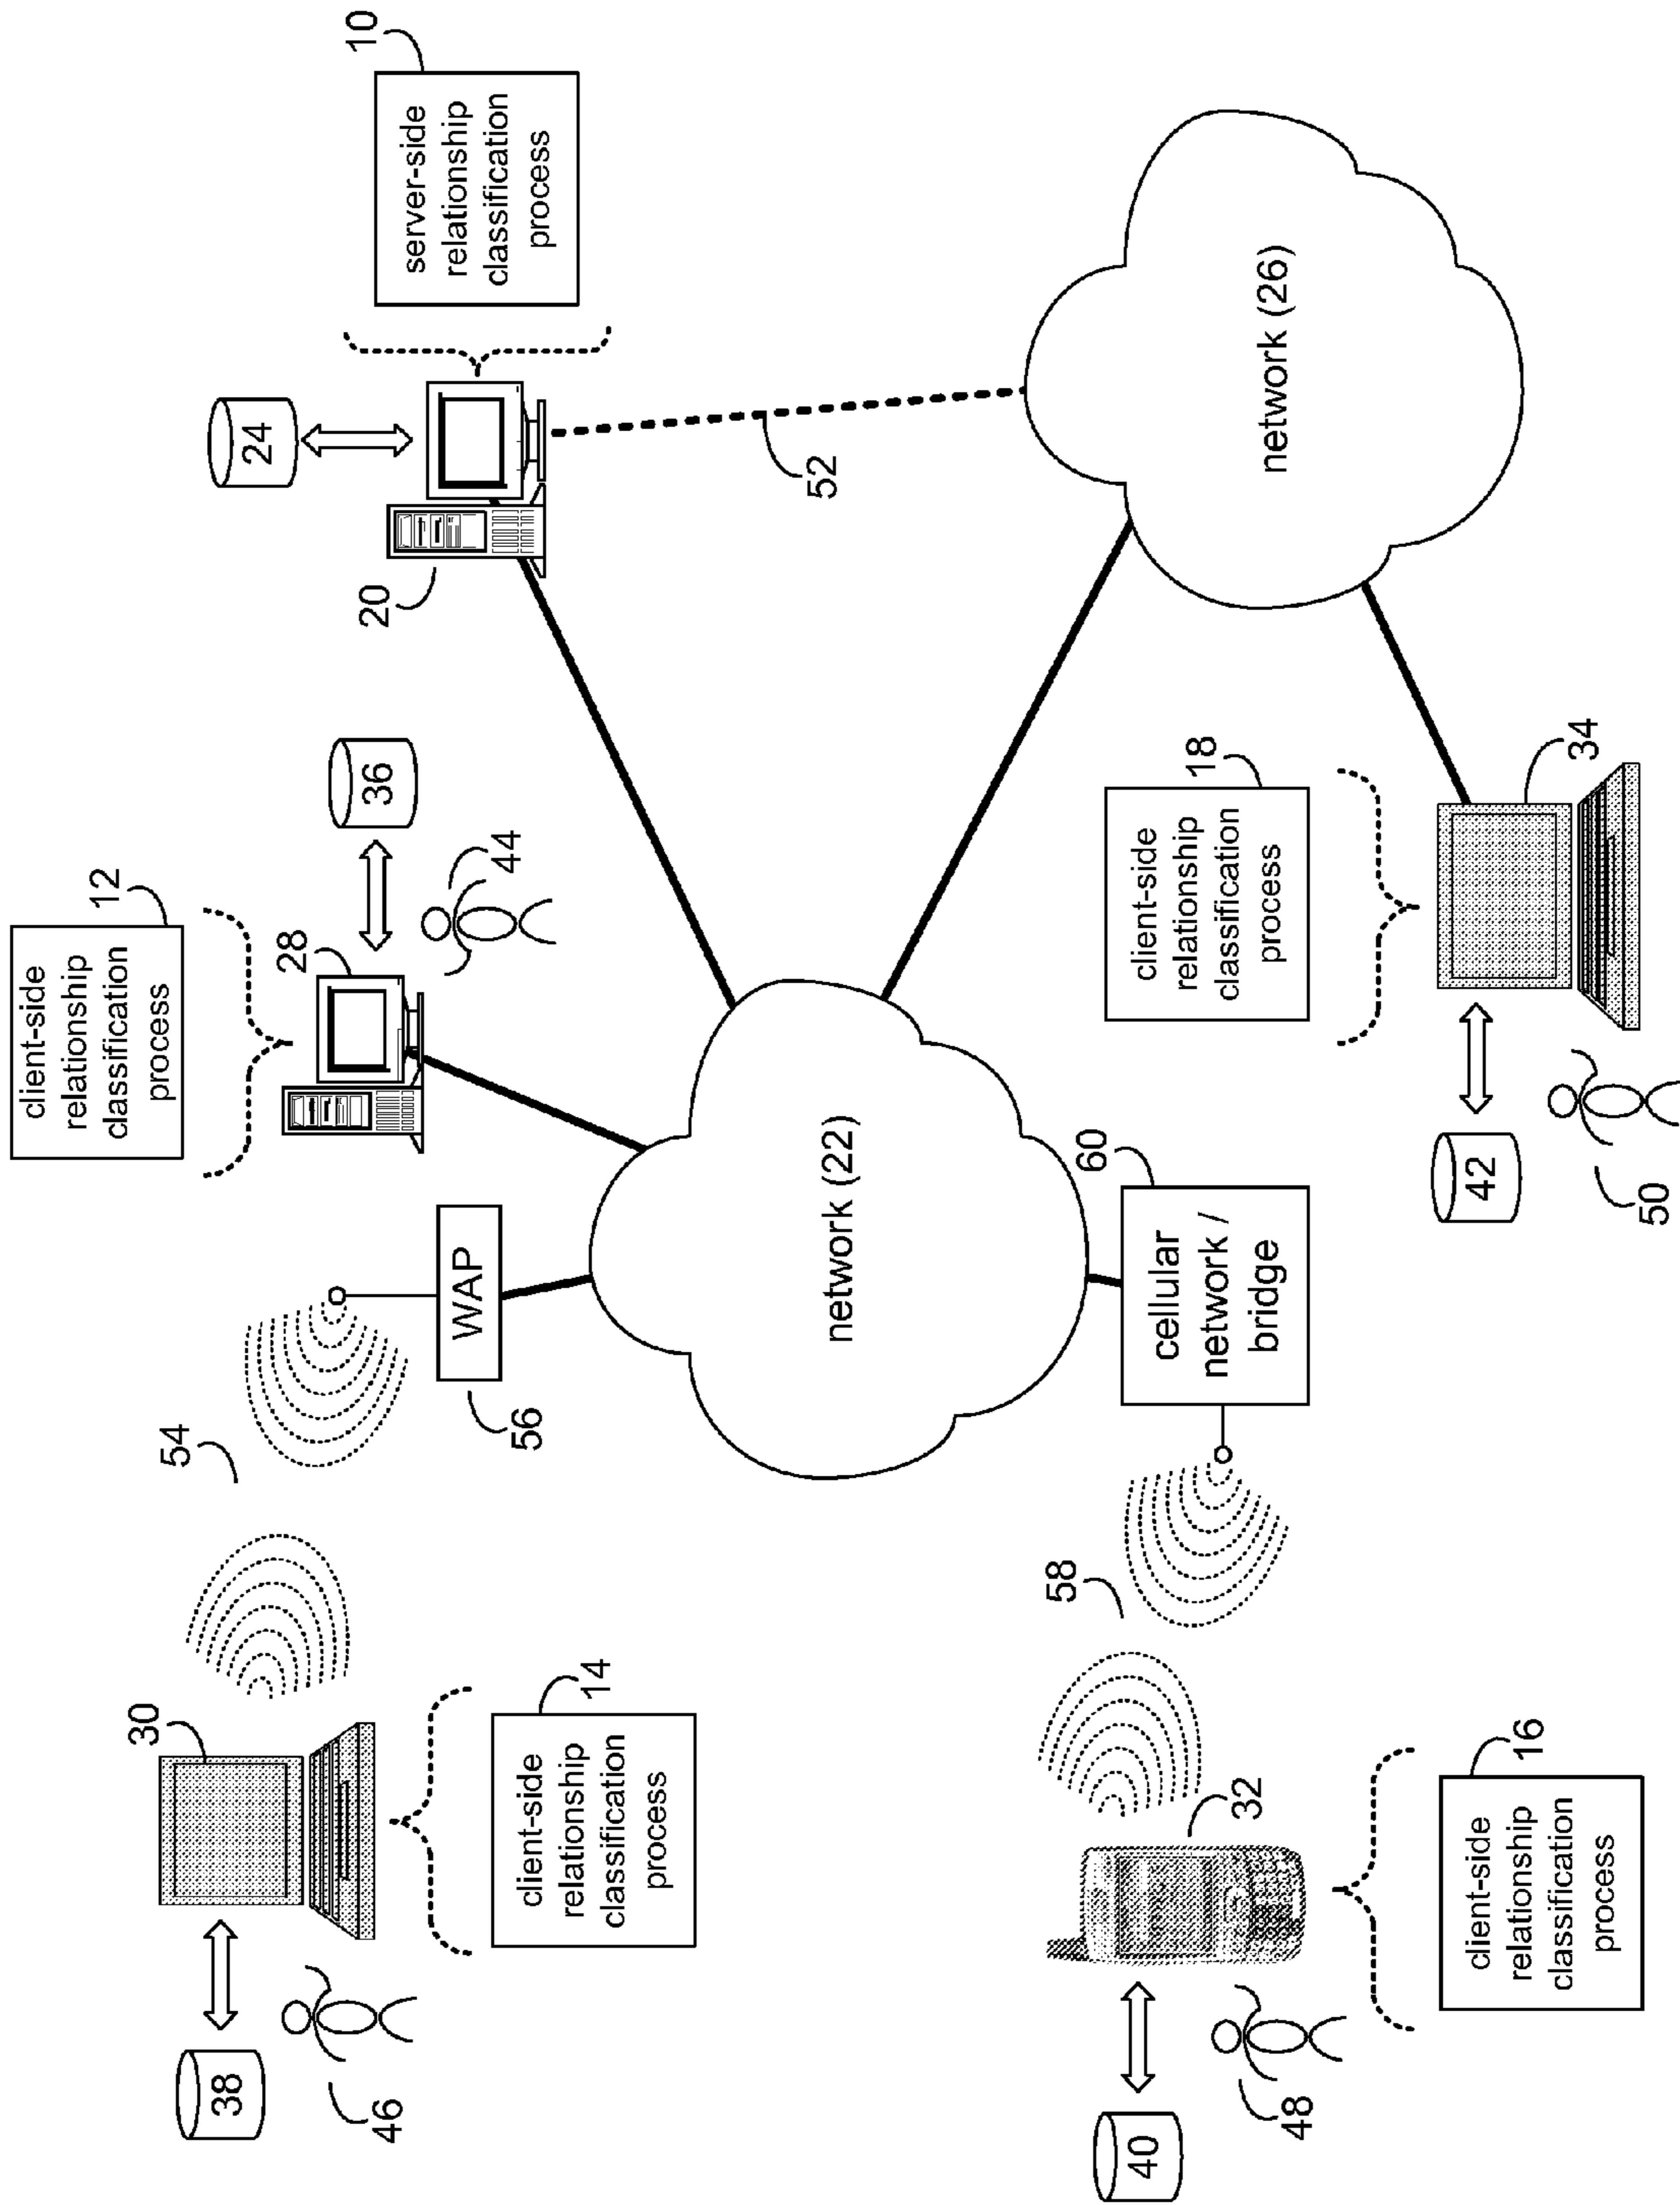 38
46
30
client-side
relationship
classification
process
14
54
WAP
56
client-side
relationship
classification
process
12
28
36
44
24
20
server-side
relationship
classification
process
10
52
network (22)
network (26)
40
48
32
client-side
relationship
classification
process
16
58
cellular
network /
bridge
60
client-side
relationship
classification
process
18
42
50
34